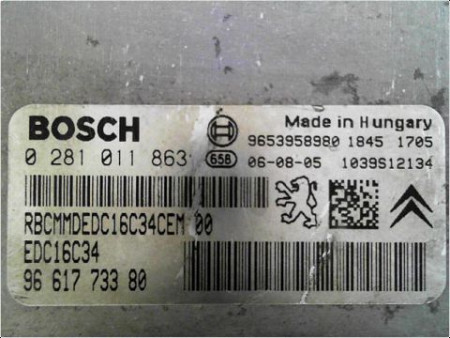 BOSCH
Made in Hungary
9653958980 1845 1705
0 281 011 863
65B
06-08-05 1039S12134
RBCMMDEDC16C34CEM 00
EDC16C34
96 617 733 80